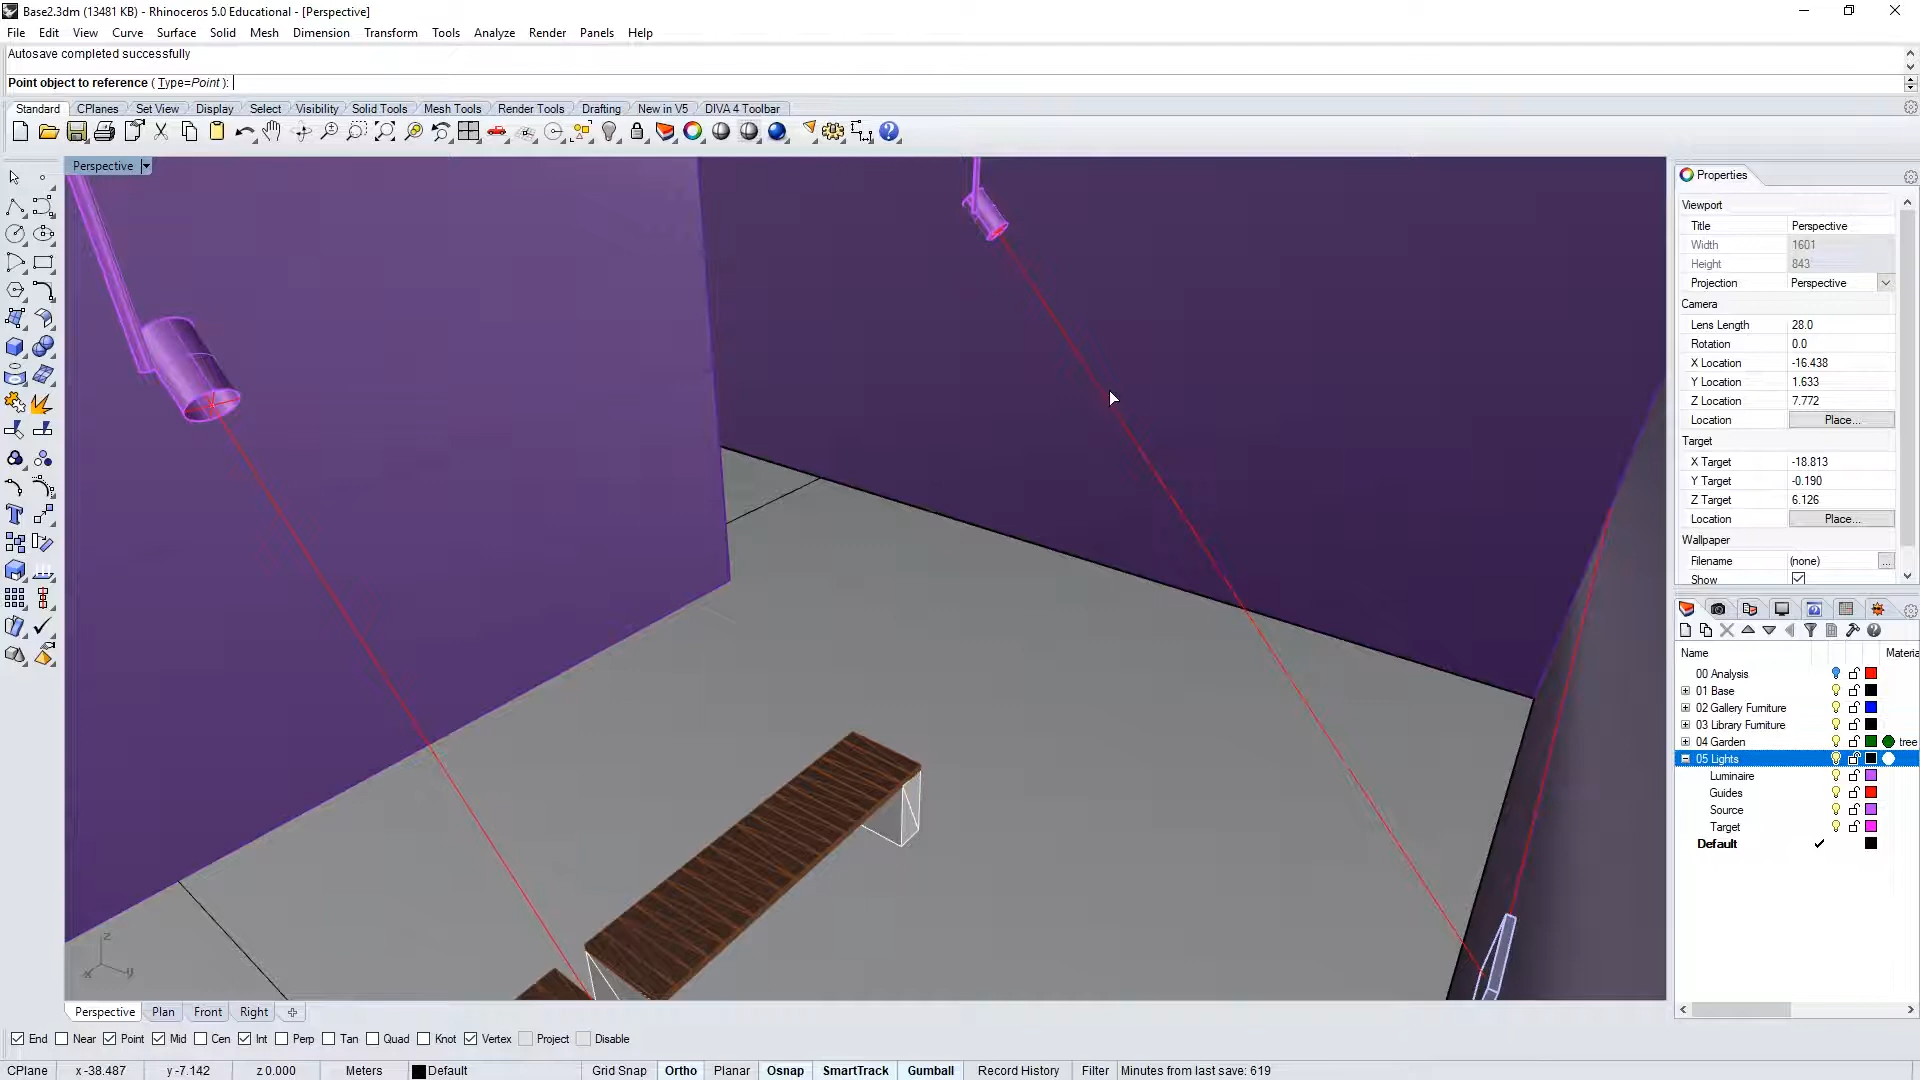 Base2.3dm (13481 KB) - Rhinoceros 5.0 Educational - [Perspective]
File Edit View Curve Surface Solid Mesh Dimension Transform Tools Analyze Render Panels Help
Autosave completed successfully
Point object to reference ( Type=Point ):
Standard CPlanes Set View Display Select Visibility Solid Tools Mesh Tools Render Tools Drafting New in V5 DIVA 4 Toolbar
Perspective
Properties
Viewport
Title Perspective
Width 1601
Height 843
Projection Perspective
Camera
Lens Length 28.0
Rotation 0.0
X Location -16.438
Y Location 1.633
Z Location 7.772
Location Place...
Target
X Target -18.813
Y Target -0.190
Z Target 6.126
Location Place...
Wallpaper
Filename (none) ...
Show
Name Materia
00 Analysis
01 Base
02 Gallery Furniture
03 Library Furniture
04 Garden tree
05 Lights
Luminaire
Guides
Source
Target
Default
z
x y
Perspective Plan Front Right
End Near Point Mid Cen Int Perp Tan Quad Knot Vertex Project Disable
CPlane x -38.487 y -7.142 z 0.000 Meters Default Grid Snap Ortho Planar Osnap SmartTrack Gumball Record History Filter Minutes from last save: 619